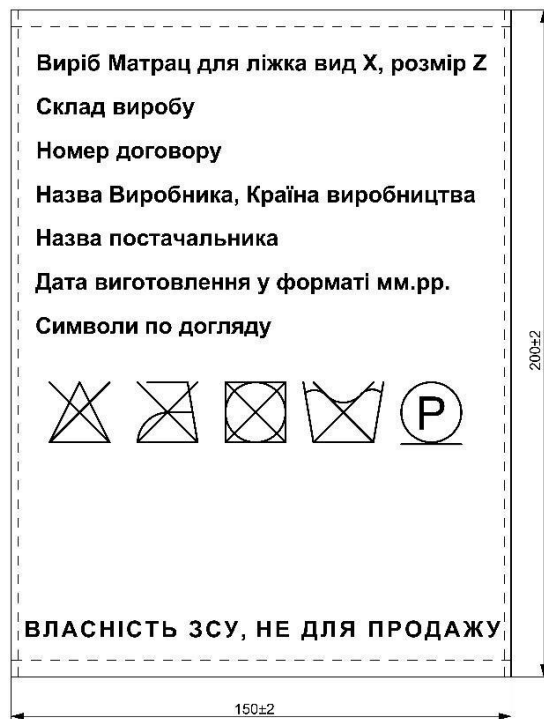 Виріб Матрац для ліжка вид X, розмір Z
Склад виробу
Номер договору
Назва Виробника, Країна виробництва
Назва постачальника
Дата виготовлення у форматі мм.рр.
Символи по догляду
P
200±2
ВЛАСНІСТЬ ЗСУ, НЕ ДЛЯ ПРОДАЖУ
150±2